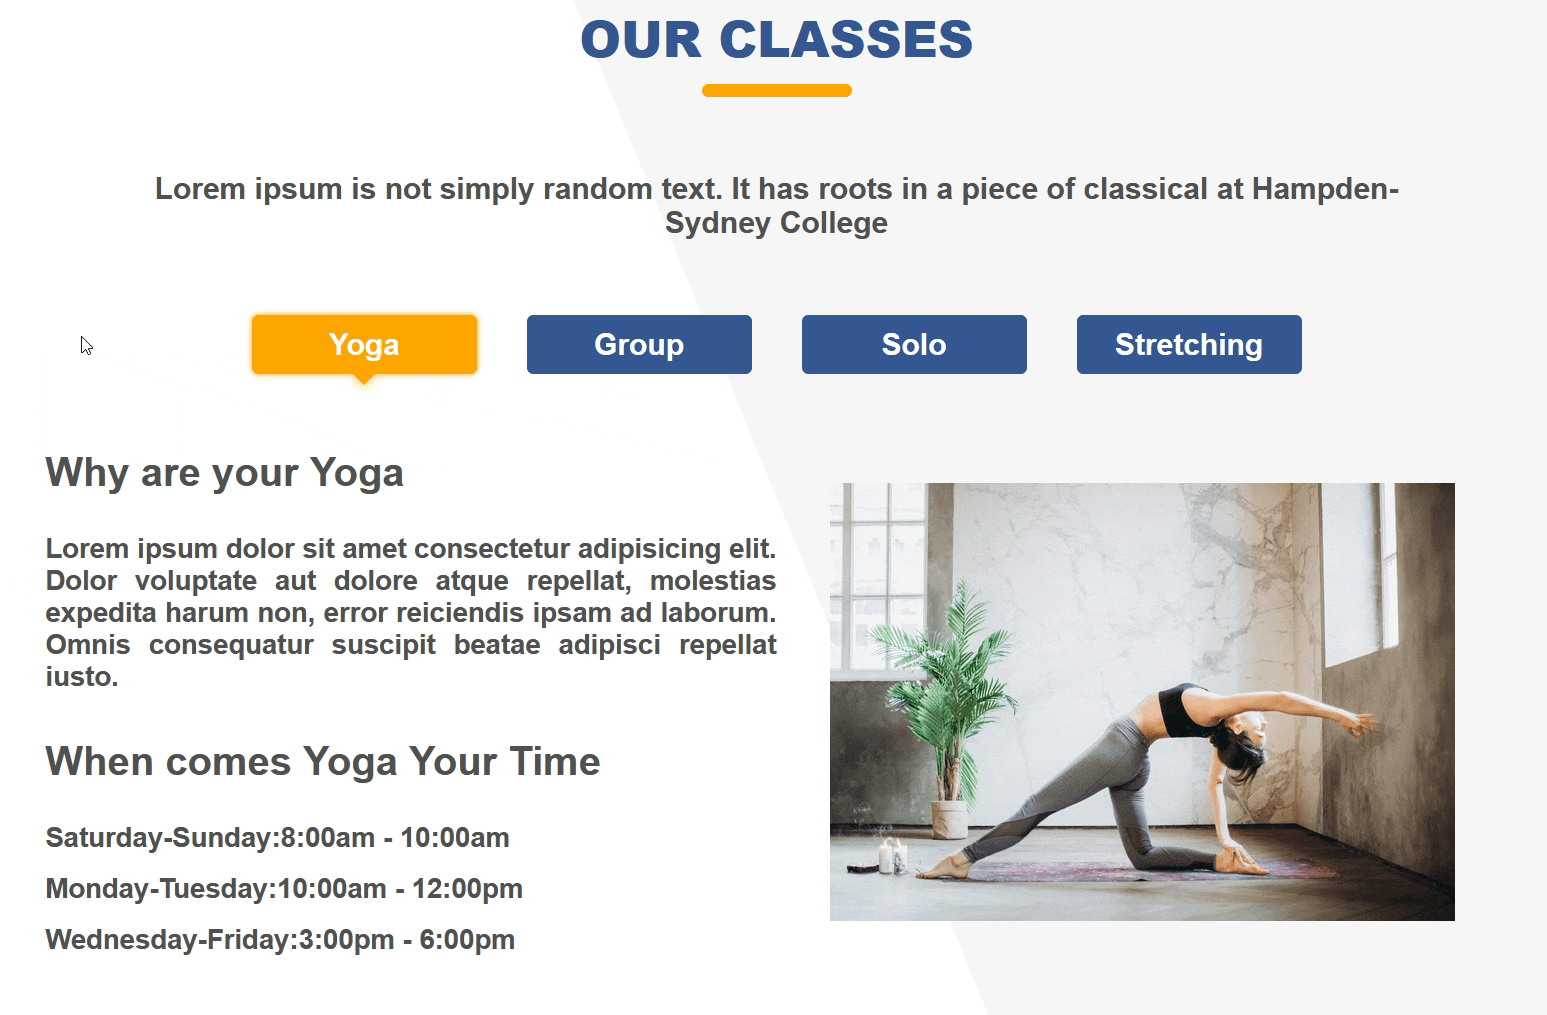 OUR CLASSES
Lorem ipsum is not simply random text. It has roots in a piece of classical at Hampden-
Sydney College
Yoga
Group
Solo
Stretching
Why are your Yoga
Lorem ipsum dolor sit amet consectetur adipisicing elit.
Dolor voluptate aut dolore atque repellat, molestias
expedita harum non, error reiciendis ipsam ad laborum.
Omnis consequatur suscipit beatae adipisci repellat
iusto.
When comes Yoga Your Time
Saturday-Sunday:8:00am - 10:00am
Monday-Tuesday:10:00am - 12:00pm
Wednesday-Friday:3:00pm - 6:00pm